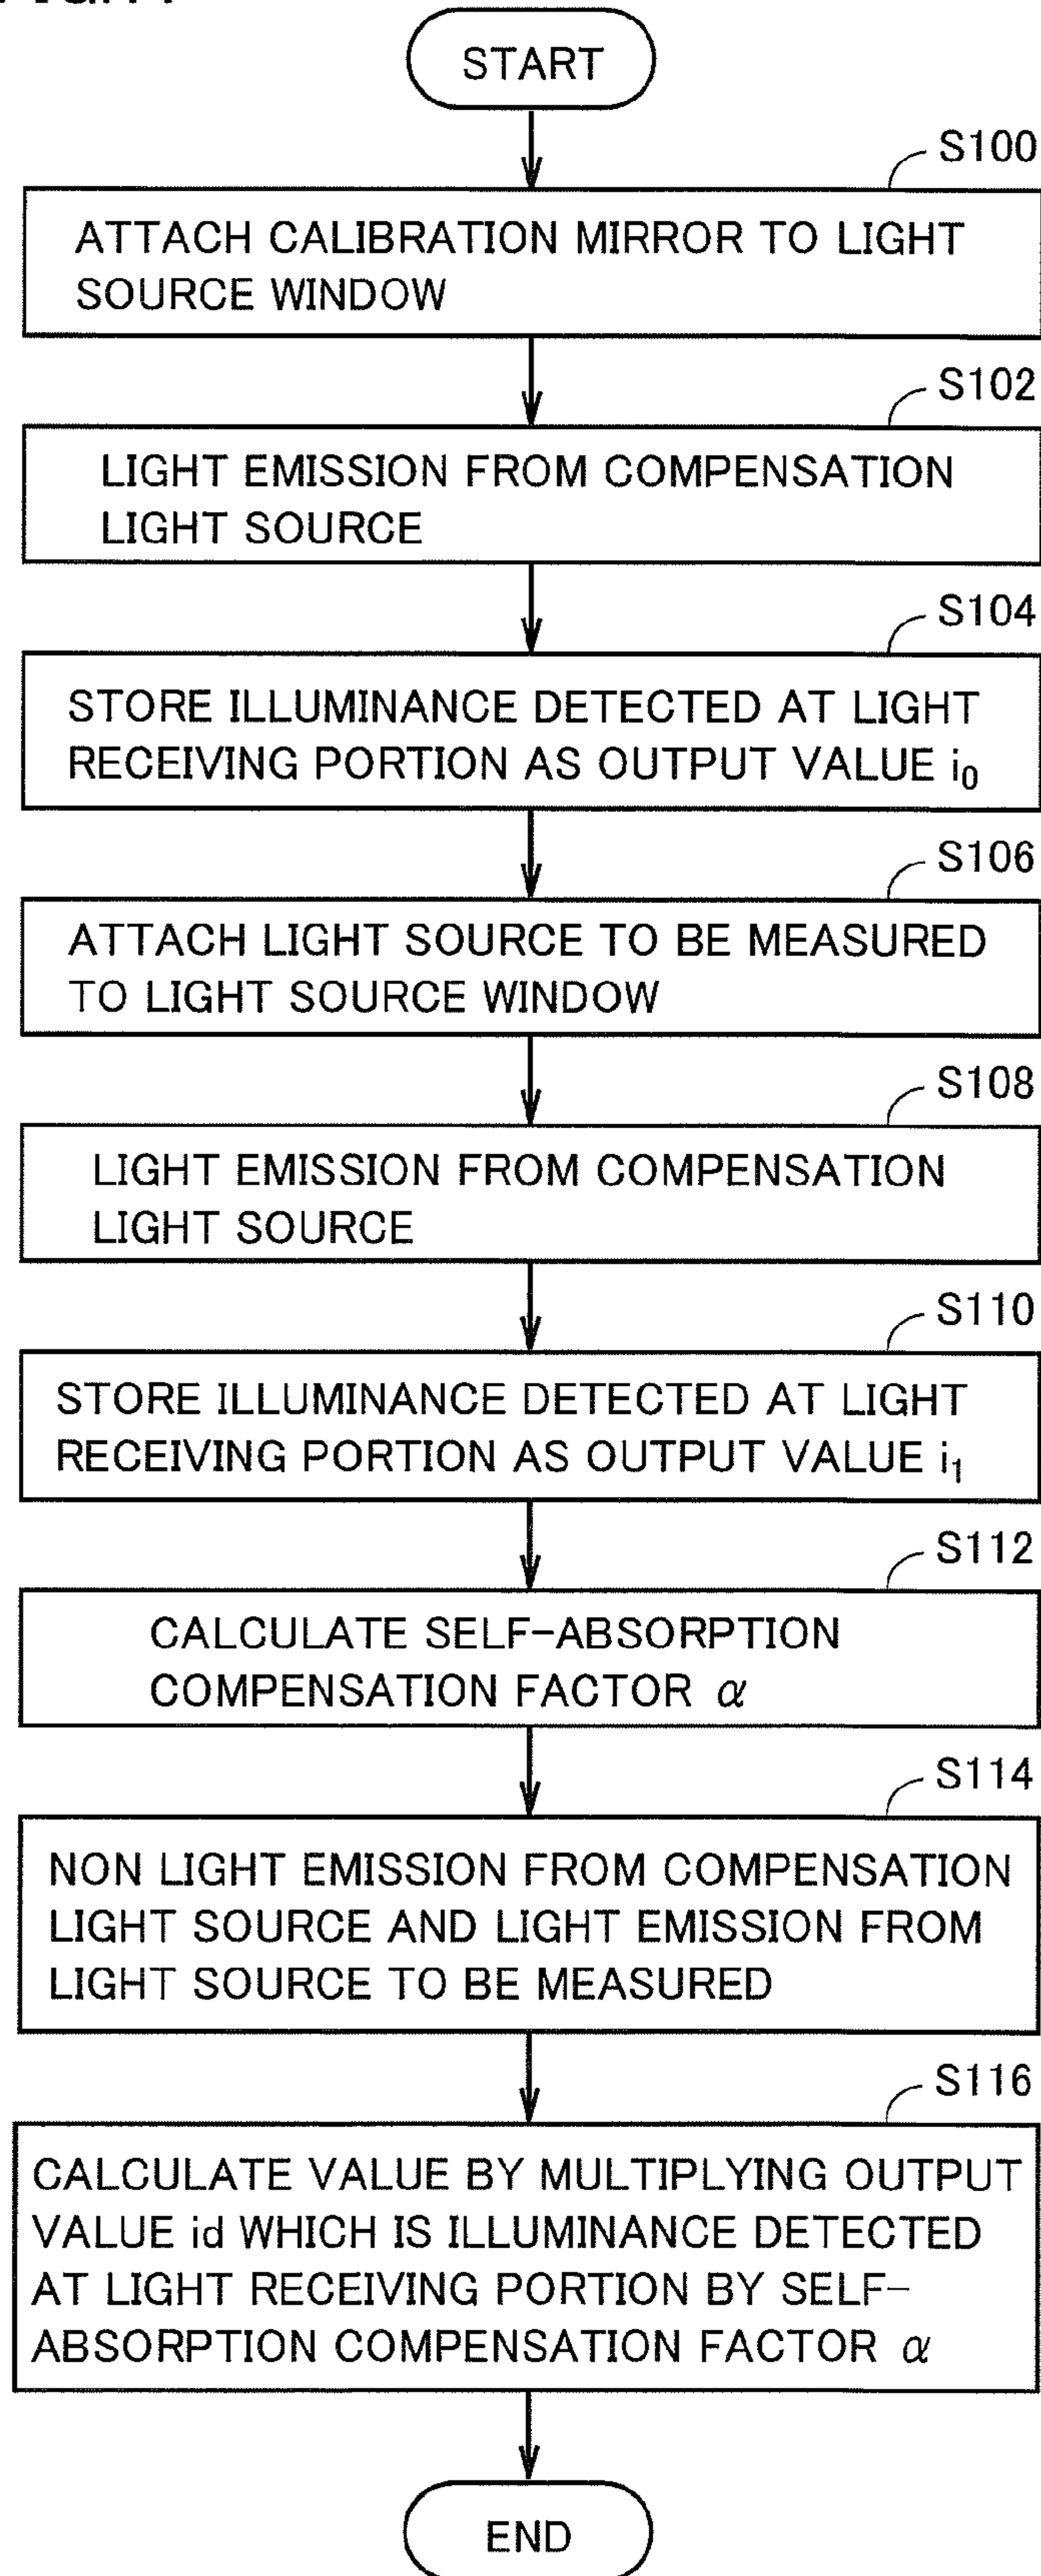 START
S100
ATTACH CALIBRATION MIRROR TO LIGHT
SOURCE WINDOW
S102
LIGHT EMISSION FROM COMPENSATION
LIGHT SOURCE
S104
STORE ILLUMINANCE DETECTED AT LIGHT
RECEIVING PORTION AS OUTPUT VALUE i₀
S106
ATTACH LIGHT SOURCE TO BE MEASURED
TO LIGHT SOURCE WINDOW
S108
LIGHT EMISSION FROM COMPENSATION
LIGHT SOURCE
S110
STORE ILLUMINANCE DETECTED AT LIGHT
RECEIVING PORTION AS OUTPUT VALUE i₁
S112
CALCULATE SELF-ABSORPTION
COMPENSATION FACTOR α
S114
NON LIGHT EMISSION FROM COMPENSATION
LIGHT SOURCE AND LIGHT EMISSION FROM
LIGHT SOURCE TO BE MEASURED
S116
CALCULATE VALUE BY MULTIPLYING OUTPUT
VALUE id WHICH IS ILLUMINANCE DETECTED
AT LIGHT RECEIVING PORTION BY SELF-
ABSORPTION COMPENSATION FACTOR α
END